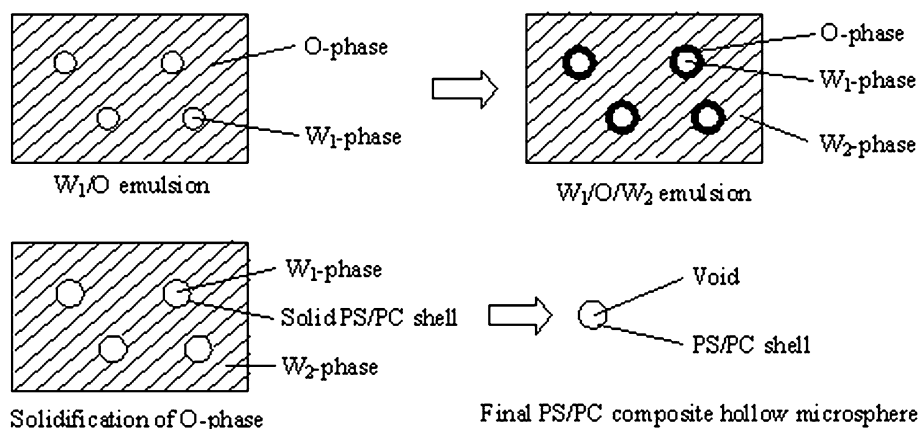 O-phase
W₁-phase
W₁/O emulsion
O-phase
W₁-phase
W₂-phase
W₁/O/W₂ emulsion
W₁-phase
Solid PS/PC shell
W₂-phase
Solidification of O-phase
Void
PS/PC shell
Final PS/PC composite hollow microsphere